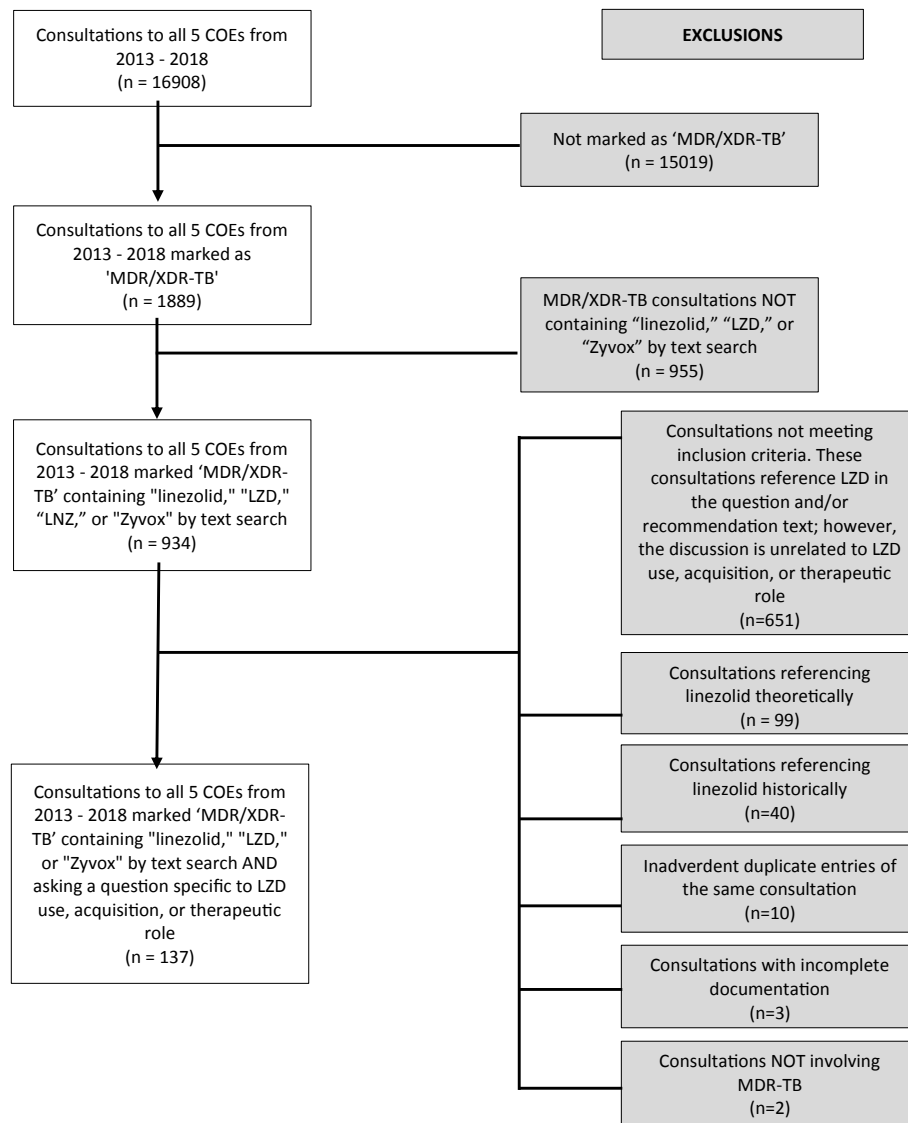 Consultations to all 5 COEs from
2013 - 2018
(n = 16908)
EXCLUSIONS
Not marked as ‘MDR/XDR-TB’
(n = 15019)
Consultations to all 5 COEs from
2013 - 2018 marked as
'MDR/XDR-TB'
(n = 1889)
MDR/XDR-TB consultations NOT
containing “linezolid,” “LZD,” or
“Zyvox” by text search
(n = 955)
Consultations to all 5 COEs from
2013 - 2018 marked ‘MDR/XDR-
TB’ containing "linezolid," "LZD,"
“LNZ,” or "Zyvox" by text search
(n = 934)
Consultations not meeting
inclusion criteria. These
consultations reference LZD in
the question and/or
recommendation text; however,
the discussion is unrelated to LZD
use, acquisition, or therapeutic
role
(n=651)
Consultations referencing
linezolid theoretically
(n = 99)
Consultations referencing
linezolid historically
(n=40)
Consultations to all 5 COEs from
2013 - 2018 marked ‘MDR/XDR-
TB’ containing "linezolid," "LZD,"
or "Zyvox" by text search AND
asking a question specific to LZD
use, acquisition, or therapeutic
role
(n = 137)
Inadverdent duplicate entries of
the same consultation
(n=10)
Consultations with incomplete
documentation
(n=3)
Consultations NOT involving
MDR-TB
(n=2)